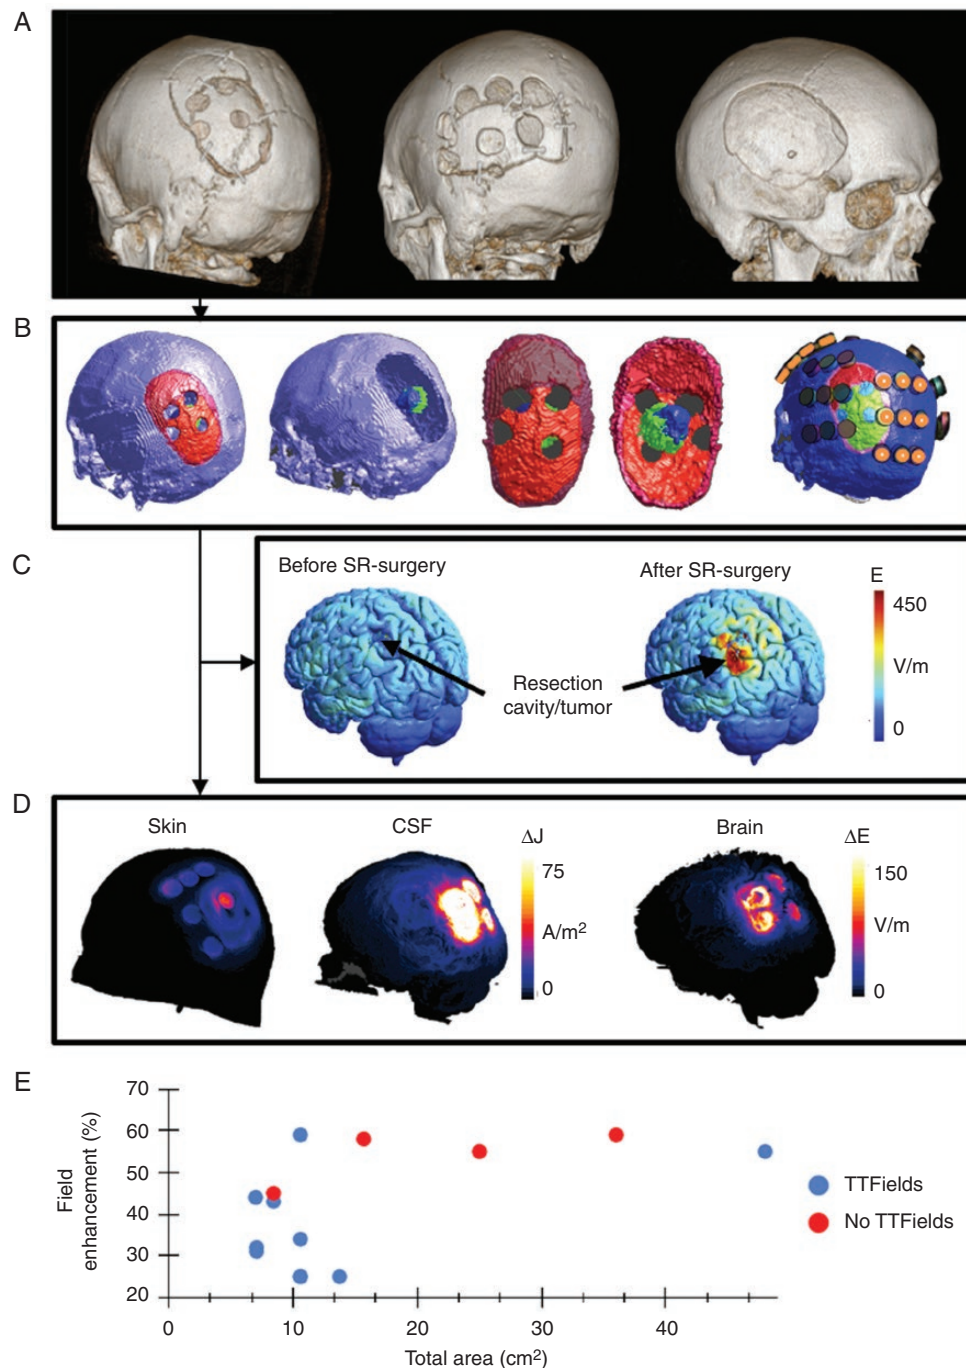 A
B
C
Before SR-surgery
After SR-surgery
E
450
V/m
0
Resection
cavity/tumor
D
Skin
CSF
ΔJ
75
A/m²
0
Brain
ΔE
150
V/m
0
E
Field
enhancement (%)
70
60
50
40
30
20
0
10
20
30
40
Total area (cm²)
TTFields
No TTFields